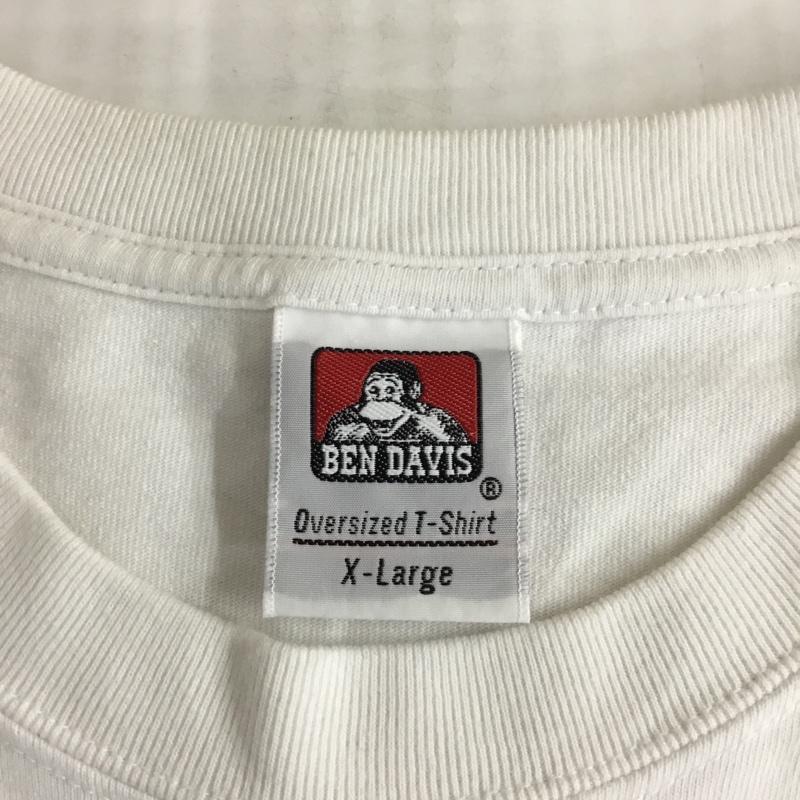 BEN DAVIS
®
Oversized T-Shirt
X-Large